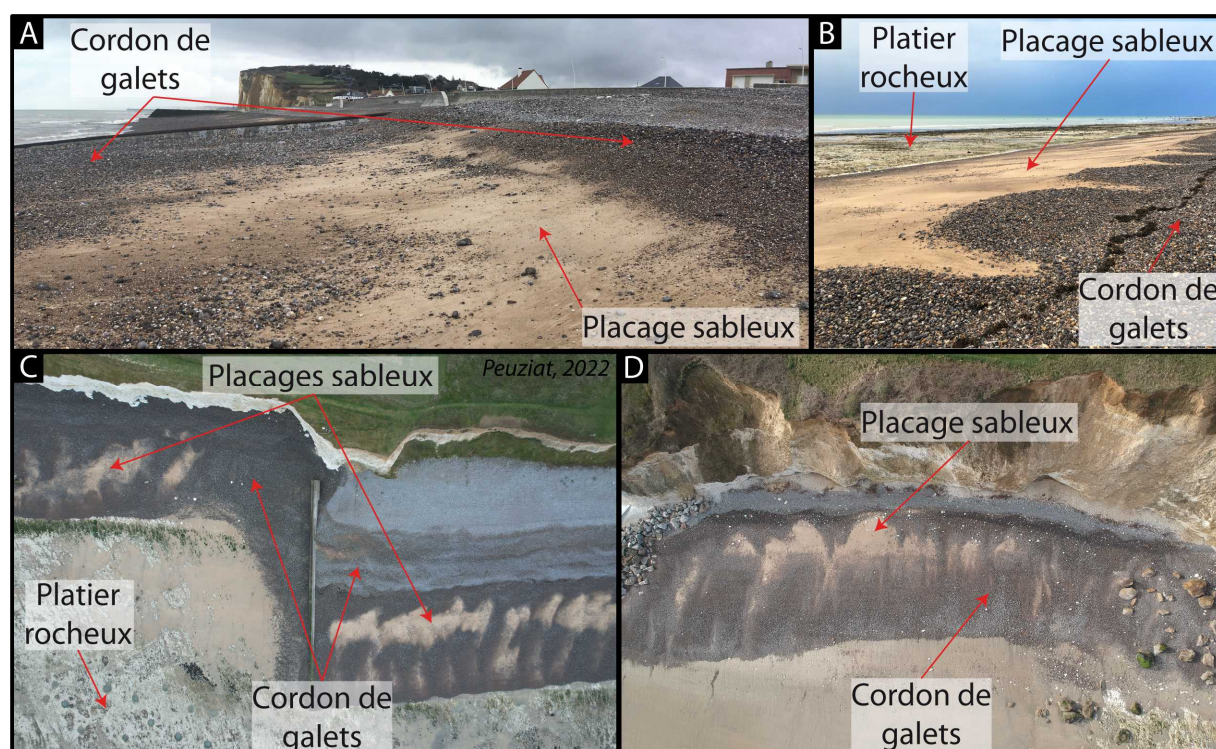 A
Cordon de
galets
Placage sableux
B
Platier
rocheux
Placage sableux
Cordon de
galets
C
Placages sableux
Peuziat, 2022
Platier
rocheux
Cordon de
galets
D
Placage sableux
Cordon de
galets